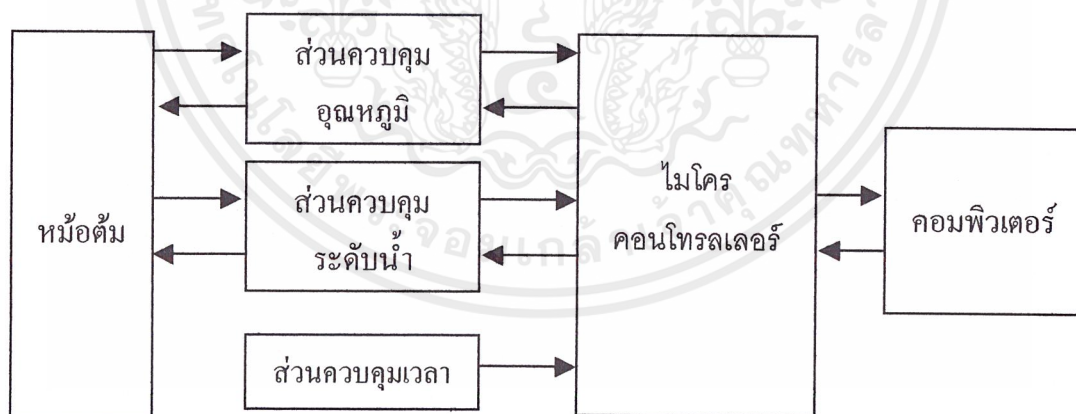 หม้อต้ม
ส่วนควบคุม
อุณหภูมิ
ส่วนควบคุม
ระดับน้ำ
ส่วนควบคุมเวลา
ไมโคร
คอนโทรลเลอร์
คอมพิวเตอร์